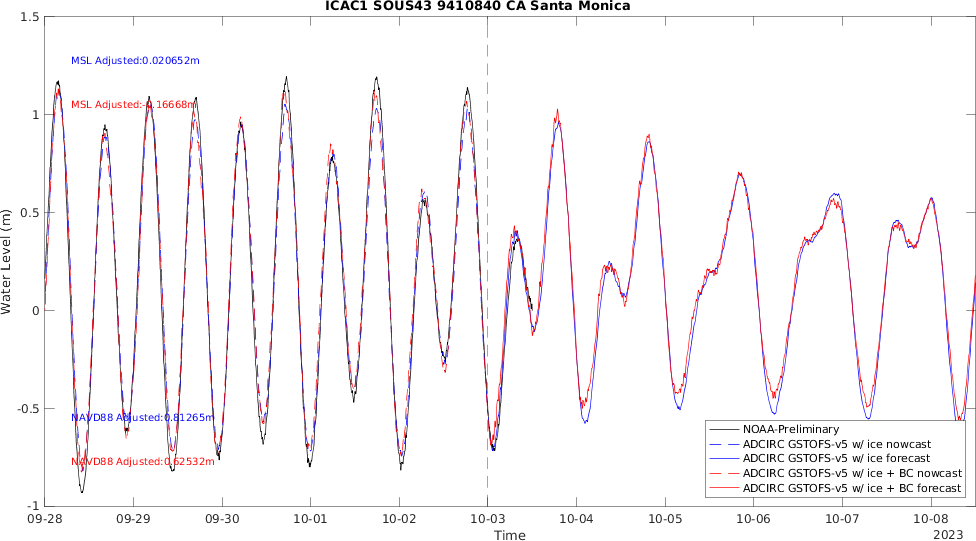 ICAC1 SOUS43 9410840 CA Santa Monica
1.5
1
0.5
0
-0.5
-1
Water Level (m)
MSL Adjusted:0.020652m
MSL Adjusted:-0.16668m
NAVD88 Adjusted:0.81265m
NAVD88 Adjusted:0.62532m
NOAA-Preliminary
ADCIRC GSTOFS-v5 w/ ice nowcast
ADCIRC GSTOFS-v5 w/ ice forecast
ADCIRC GSTOFS-v5 w/ ice + BC nowcast
ADCIRC GSTOFS-v5 w/ ice + BC forecast
09-28 09-29 09-30 10-01 10-02 10-03 10-04 10-05 10-06 10-07 10-08
Time
2023